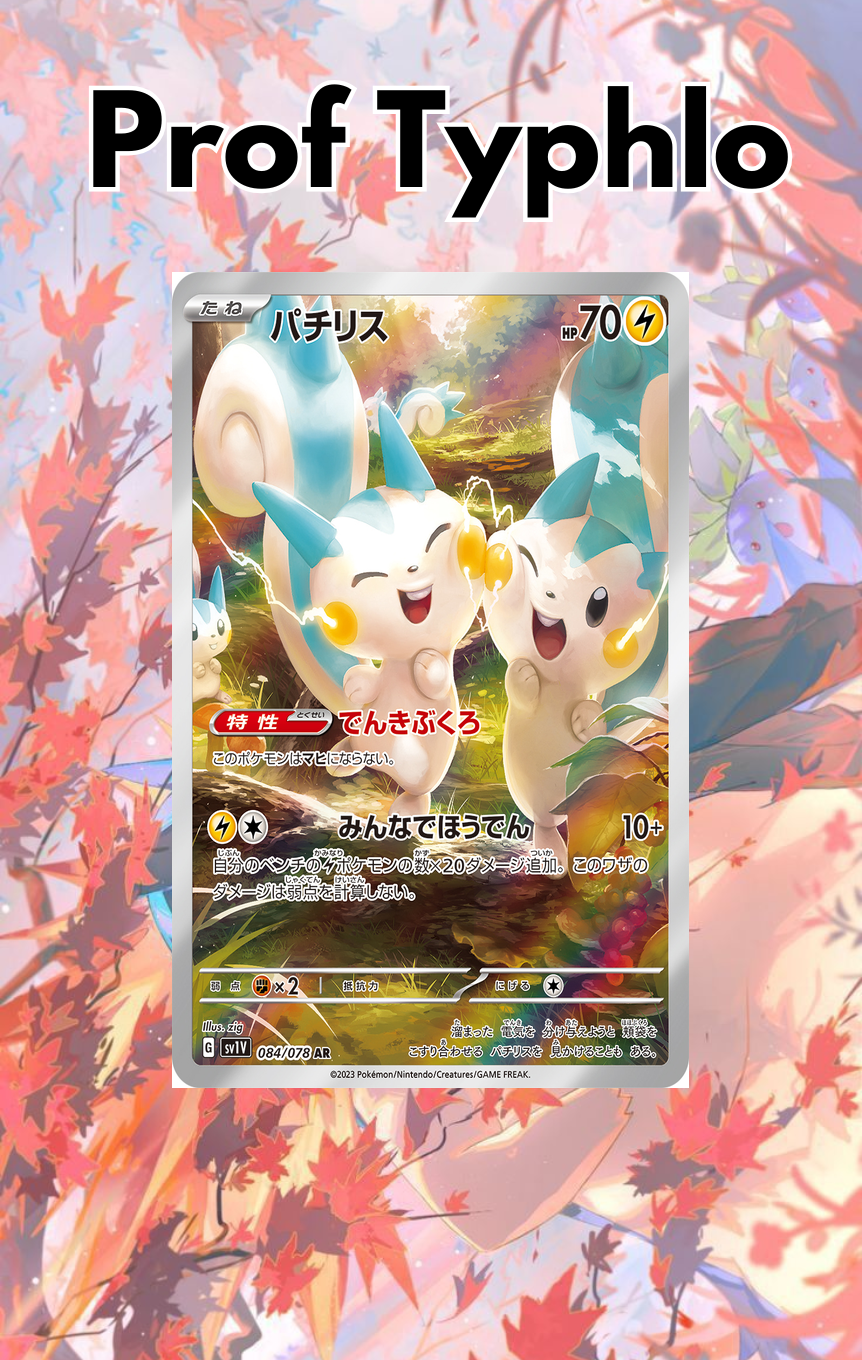 Prof Typhlo
たね パチリス HP 70
特性 とくせい でんきぶくろ
このポケモンはマヒにならない。
みんなでほうでん 10+
自分のベンチのポケモンの数×20ダメージ追加。このワザの
ダメージは弱点を計算しない。
弱点 ×2 抵抗力 にげる
Illus. zig
溜まった 電気を 分け与えようと 頬袋を
G sv1V 084/078 AR
こすり合わせる パチリスを 見かけることも ある。
©2023 Pokémon/Nintendo/Creatures/GAME FREAK.